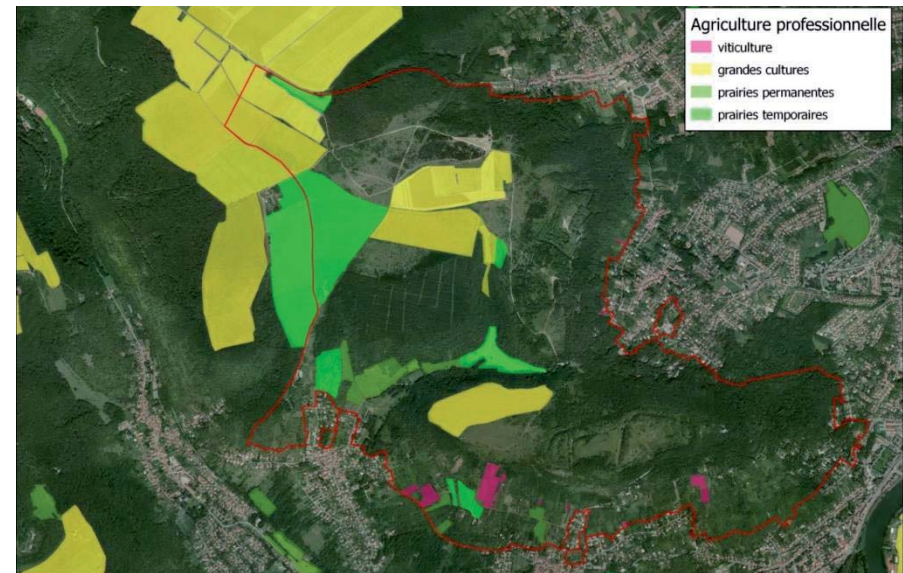 Agriculture professionnelle
viticulture
grandes cultures
prairies permanentes
prairies temporaires